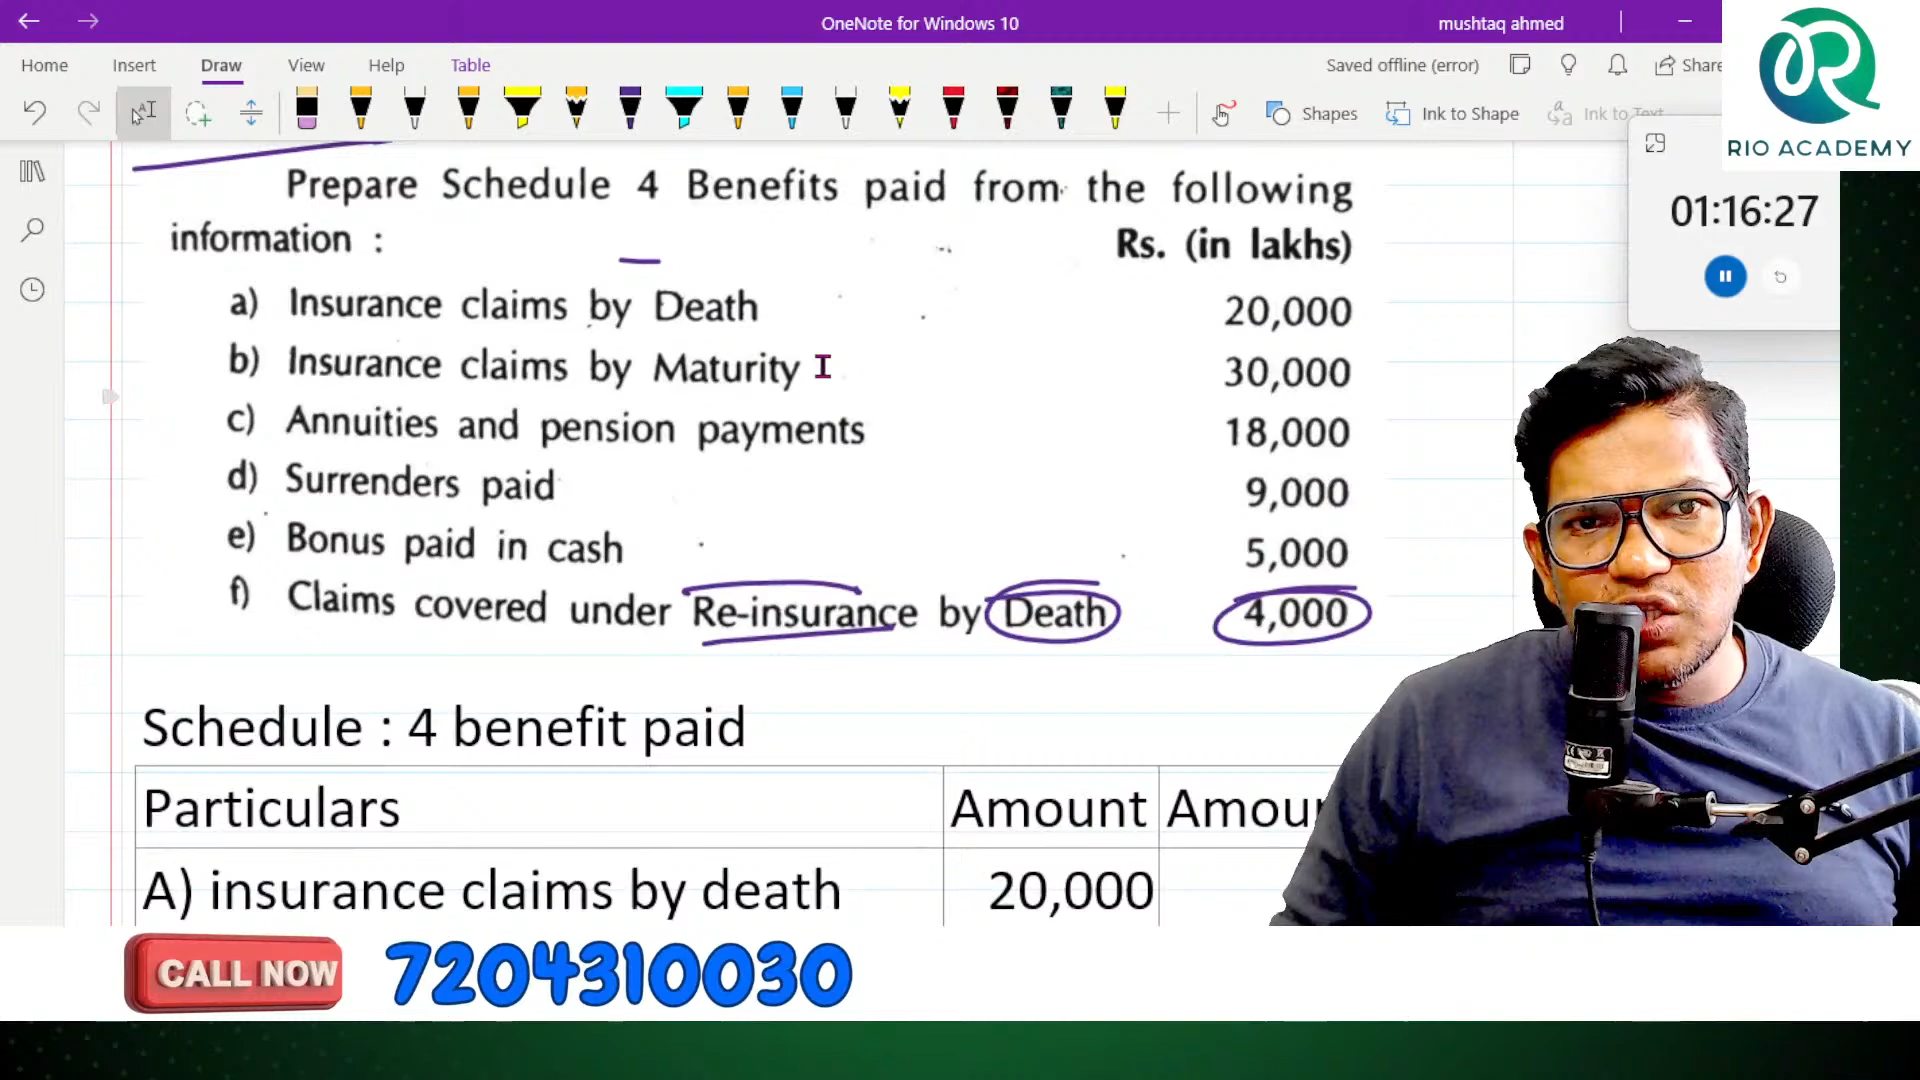 OneNote for Windows 10
mushtaq ahmed
Home Insert Draw View Help Table
Saved offline (error)
Share
Shapes
Ink to Shape
Ink to Text
RIO ACADEMY
01:16:27
Prepare Schedule 4 Benefits paid from the following
information : Rs. (in lakhs)
a) Insurance claims by Death 20,000
b) Insurance claims by Maturity 30,000
c) Annuities and pension payments 18,000
d) Surrenders paid 9,000
e) Bonus paid in cash 5,000
f) Claims covered under Re-insurance by Death 4,000
Schedule : 4 benefit paid
Particulars Amount Amou
A) insurance claims by death 20,000
CALL NOW 7204310030